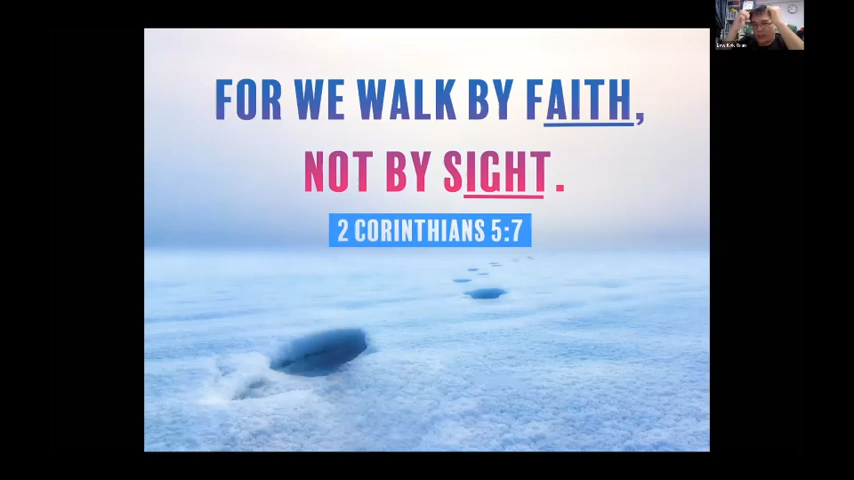 FOR WE WALK BY FAITH,
NOT BY SIGHT.
2 CORINTHIANS 5:7